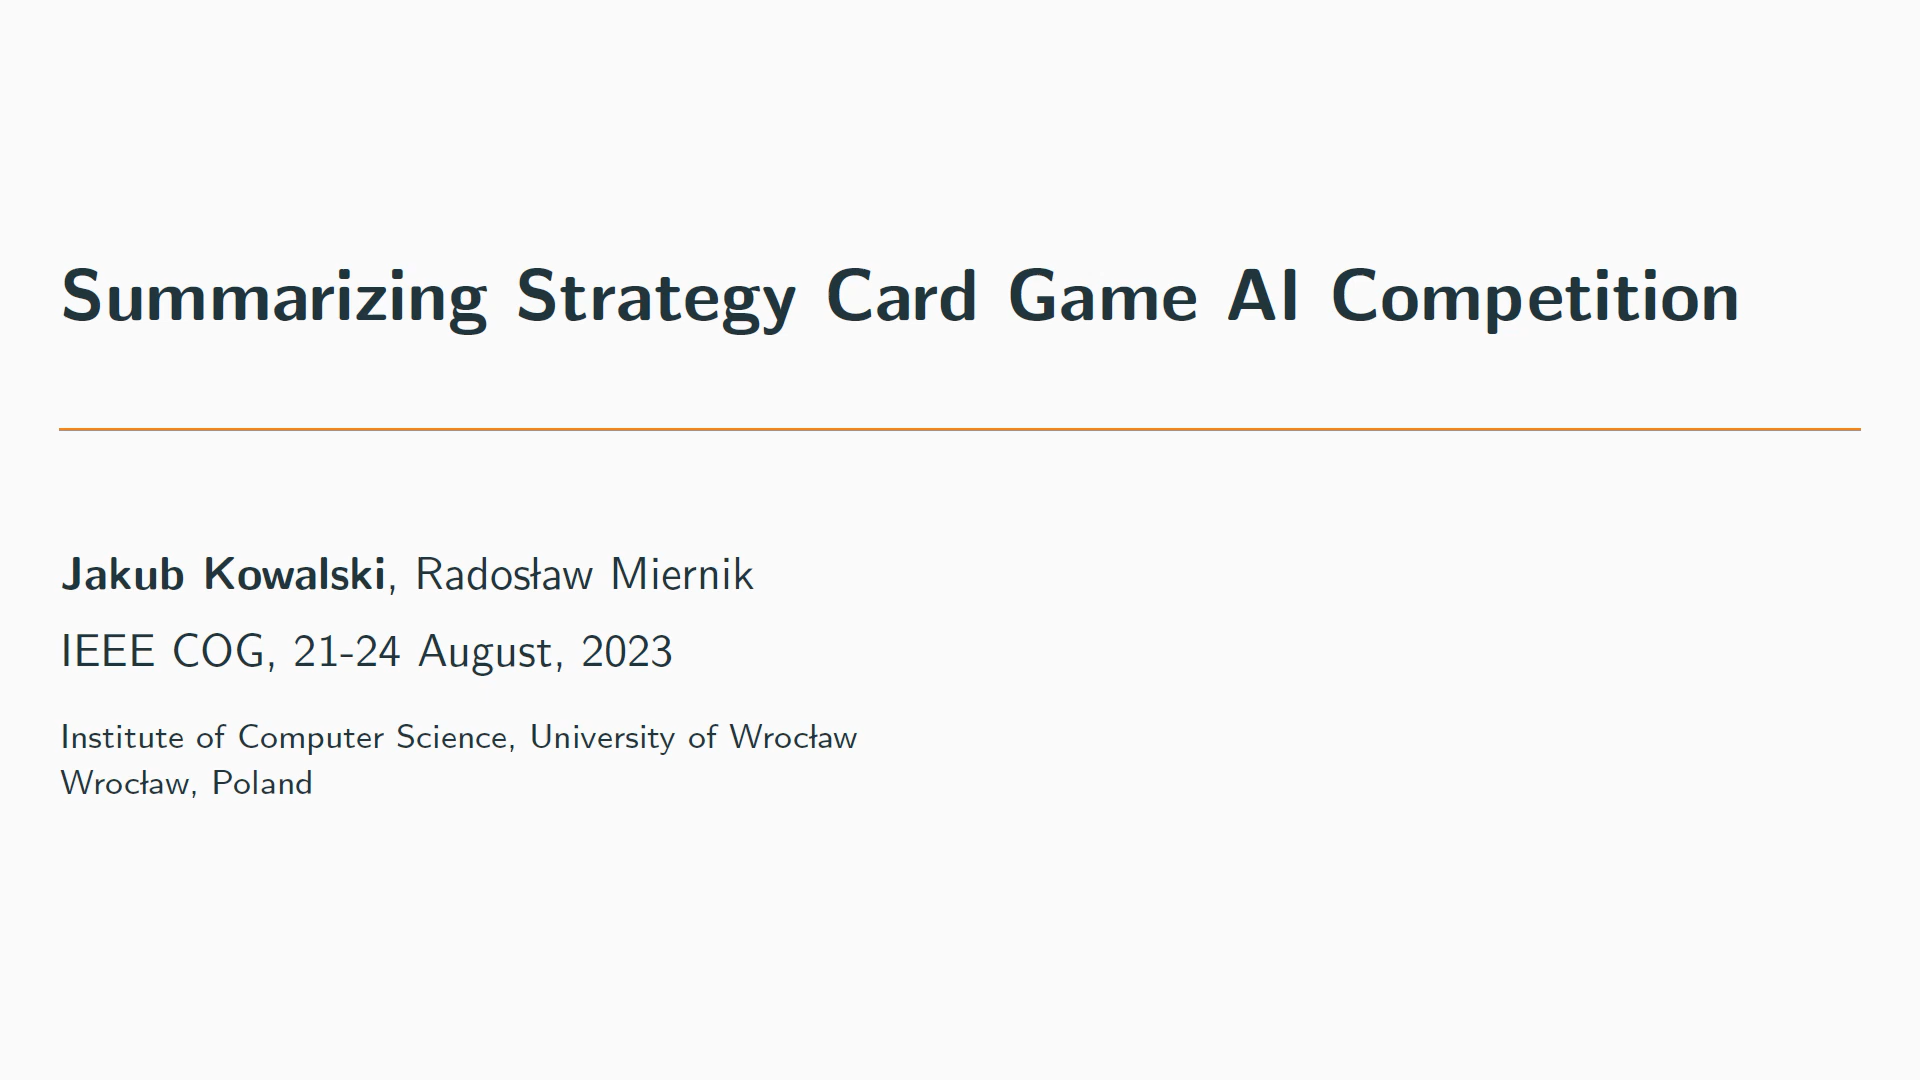 Summarizing Strategy Card Game AI Competition
Jakub Kowalski, Radosław Miernik
IEEE COG, 21-24 August, 2023
Institute of Computer Science, University of Wrocław
Wrocław, Poland